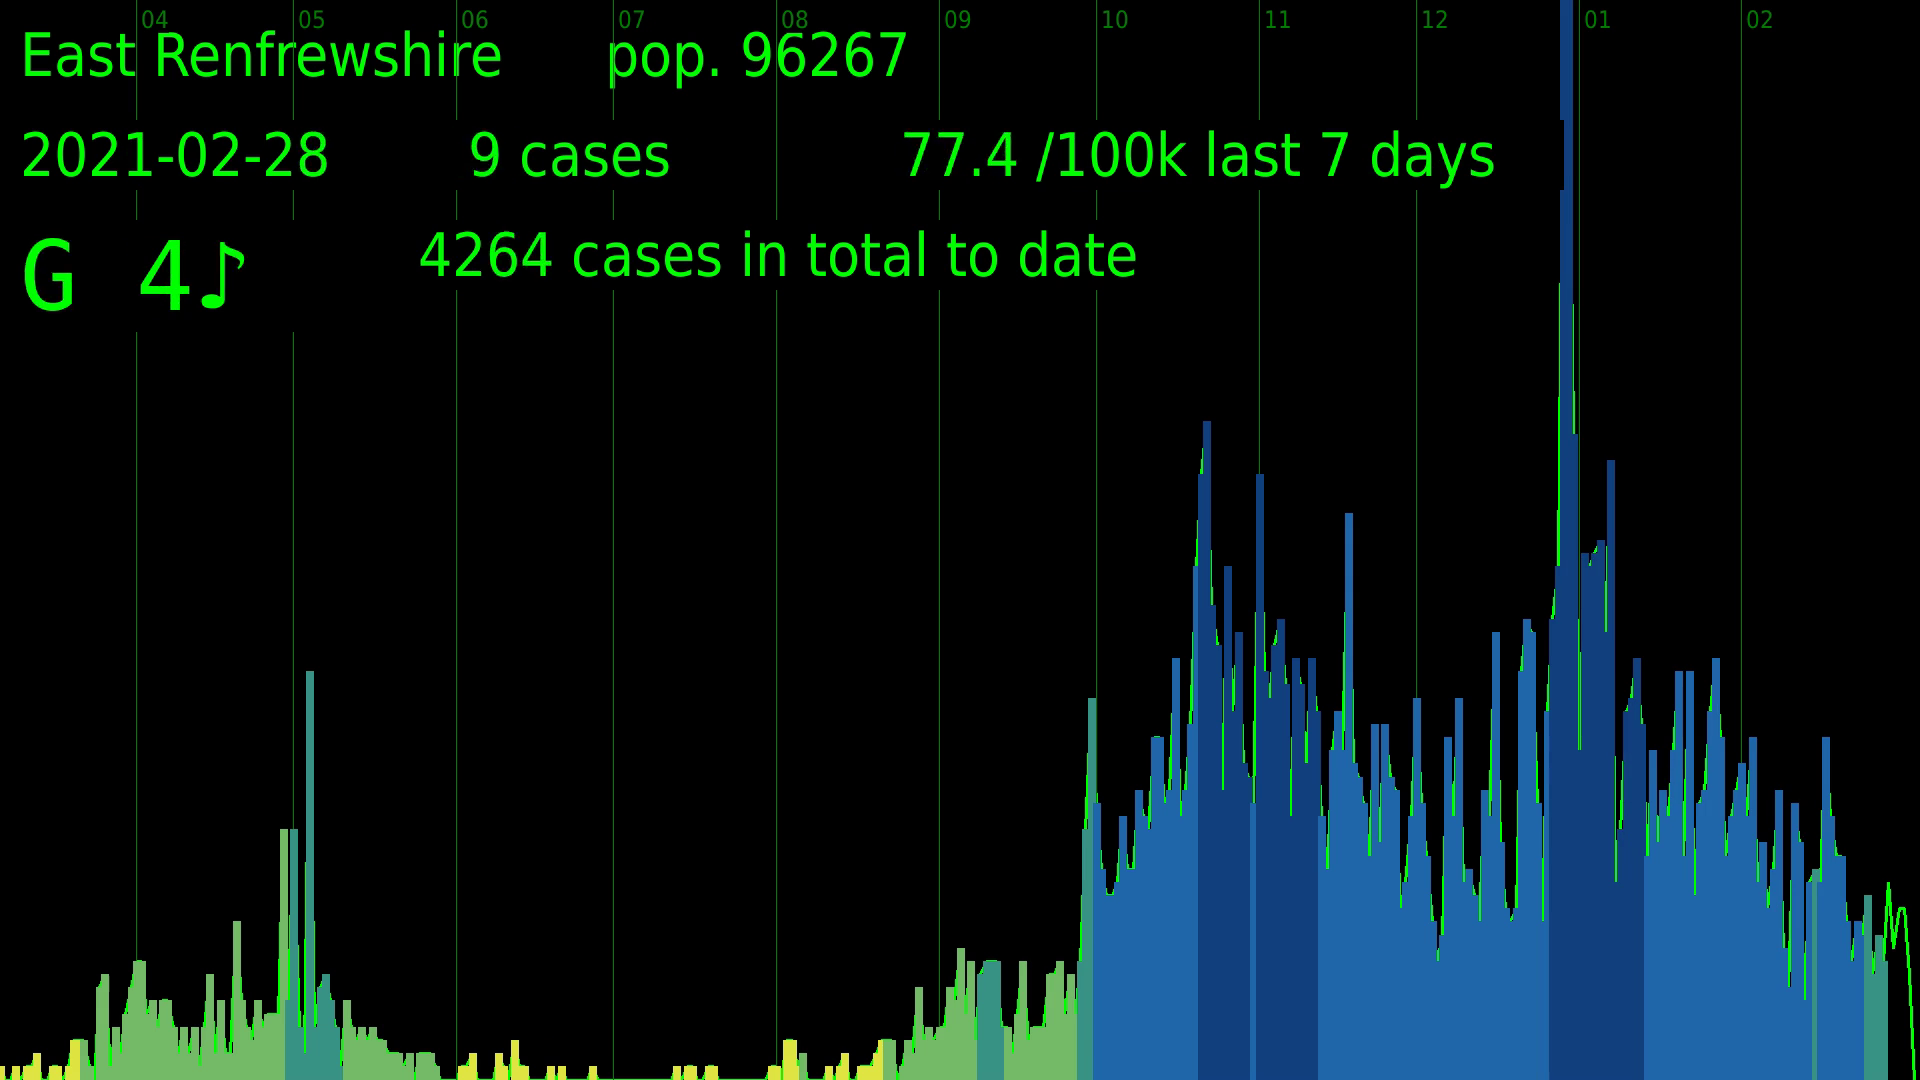 04 05 06 07 08 09 10 11 12 01 02
East Renfrewshire pop. 96267
2021-02-28 9 cases 77.4 /100k last 7 days
G 4♪ 4264 cases in total to date